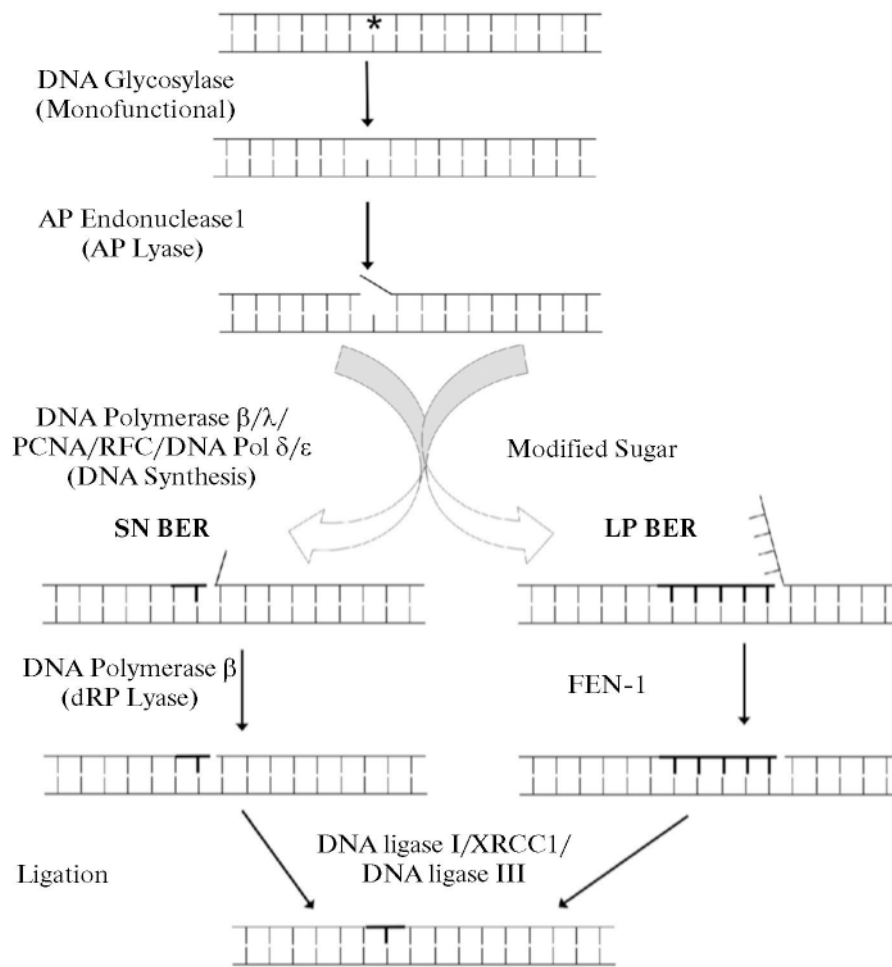 *
DNA Glycosylase
(Monofunctional)
AP Endonuclease1
(AP Lyase)
DNA Polymerase β/λ/
PCNA/RFC/DNA Pol δ/ε
(DNA Synthesis)
Modified Sugar
SN BER
LP BER
DNA Polymerase β
(dRP Lyase)
FEN-1
Ligation
DNA ligase I/XRCC1/
DNA ligase III